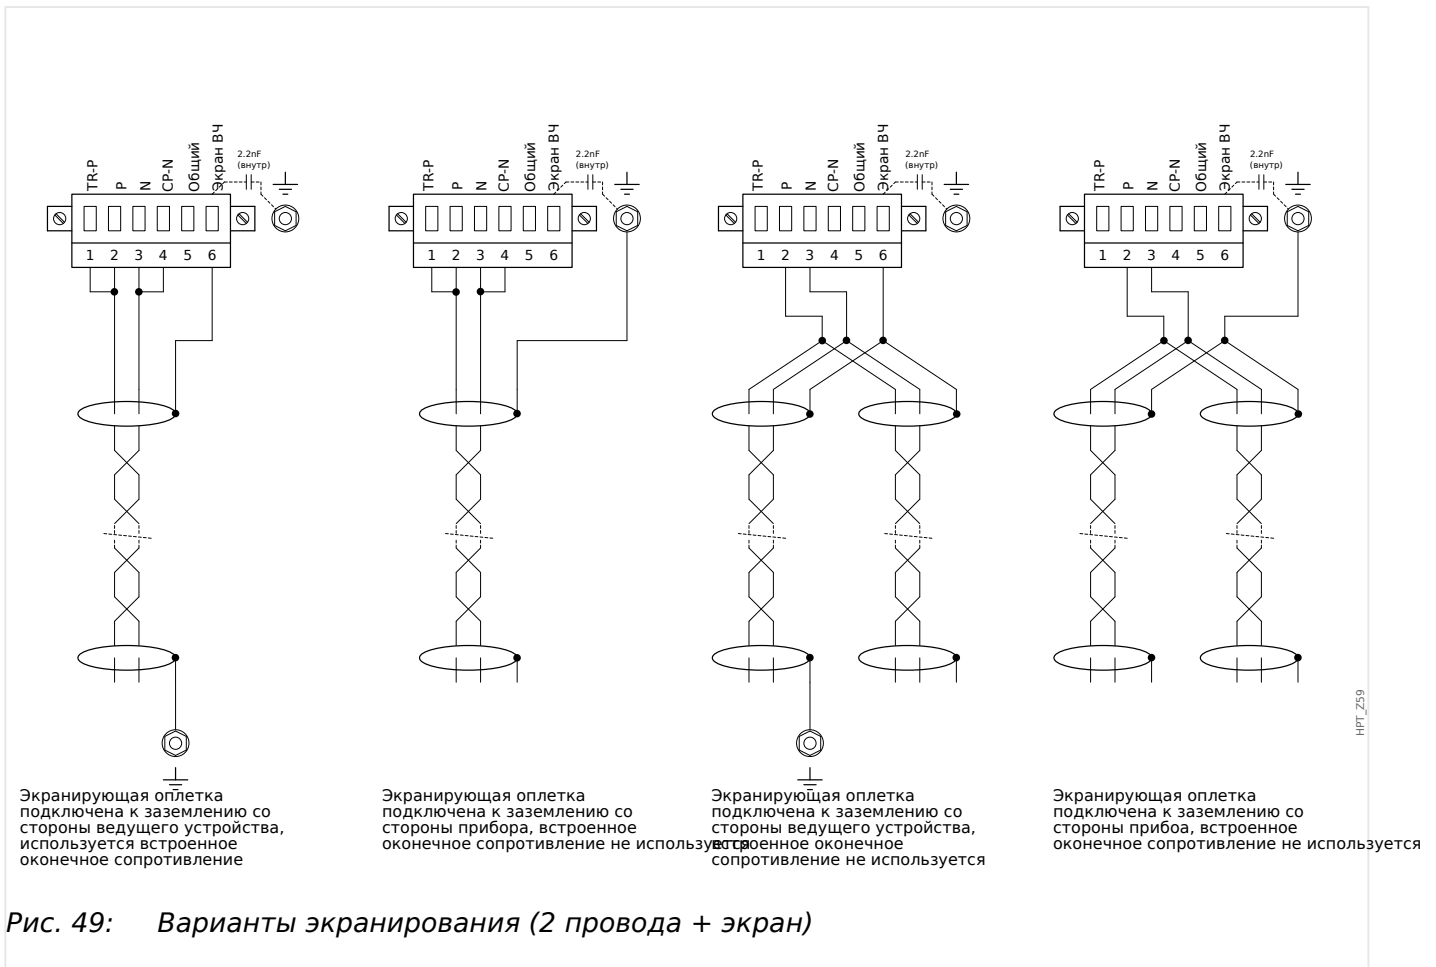 TR-P
P
N
CP-N
Общий
Экран ВЧ
2.2nF
(внутр)
1 2 3 4 5 6
TR-P
P
N
CP-N
Общий
Экран ВЧ
2.2nF
(внутр)
1 2 3 4 5 6
TR-P
P
N
CP-N
Общий
Экран ВЧ
2.2nF
(внутр)
1 2 3 4 5 6
TR-P
P
N
CP-N
Общий
Экран ВЧ
2.2nF
(внутр)
1 2 3 4 5 6
HPT_Z59
Экранирующая оплетка
подключена к заземлению со
стороны ведущего устройства,
используется встроенное
оконечное сопротивление
Экранирующая оплетка
подключена к заземлению со
стороны прибора, встроенное
оконечное сопротивление не используется
Экранирующая оплетка
подключена к заземлению со
стороны ведущего устройства,
встроенное оконечное
сопротивление не используется
Экранирующая оплетка
подключена к заземлению со
стороны прибоа, встроенное
оконечное сопротивление не используется
Рис. 49: Варианты экранирования (2 провода + экран)